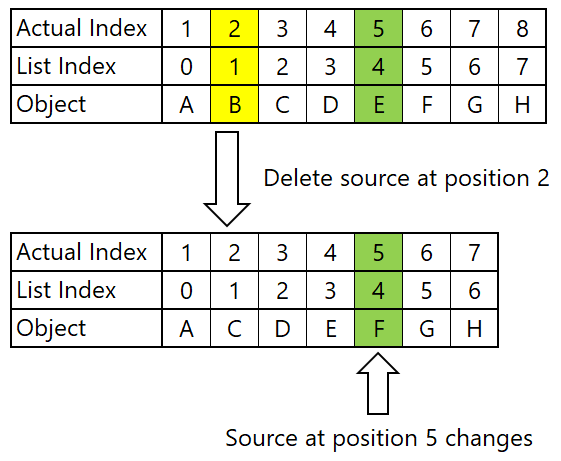 Actual Index 1 2 3 4 5 6 7 8
List Index 0 1 2 3 4 5 6 7
Object A B C D E F G H
Delete source at position 2
Actual Index 1 2 3 4 5 6 7
List Index 0 1 2 3 4 5 6
Object A C D E F G H
Source at position 5 changes